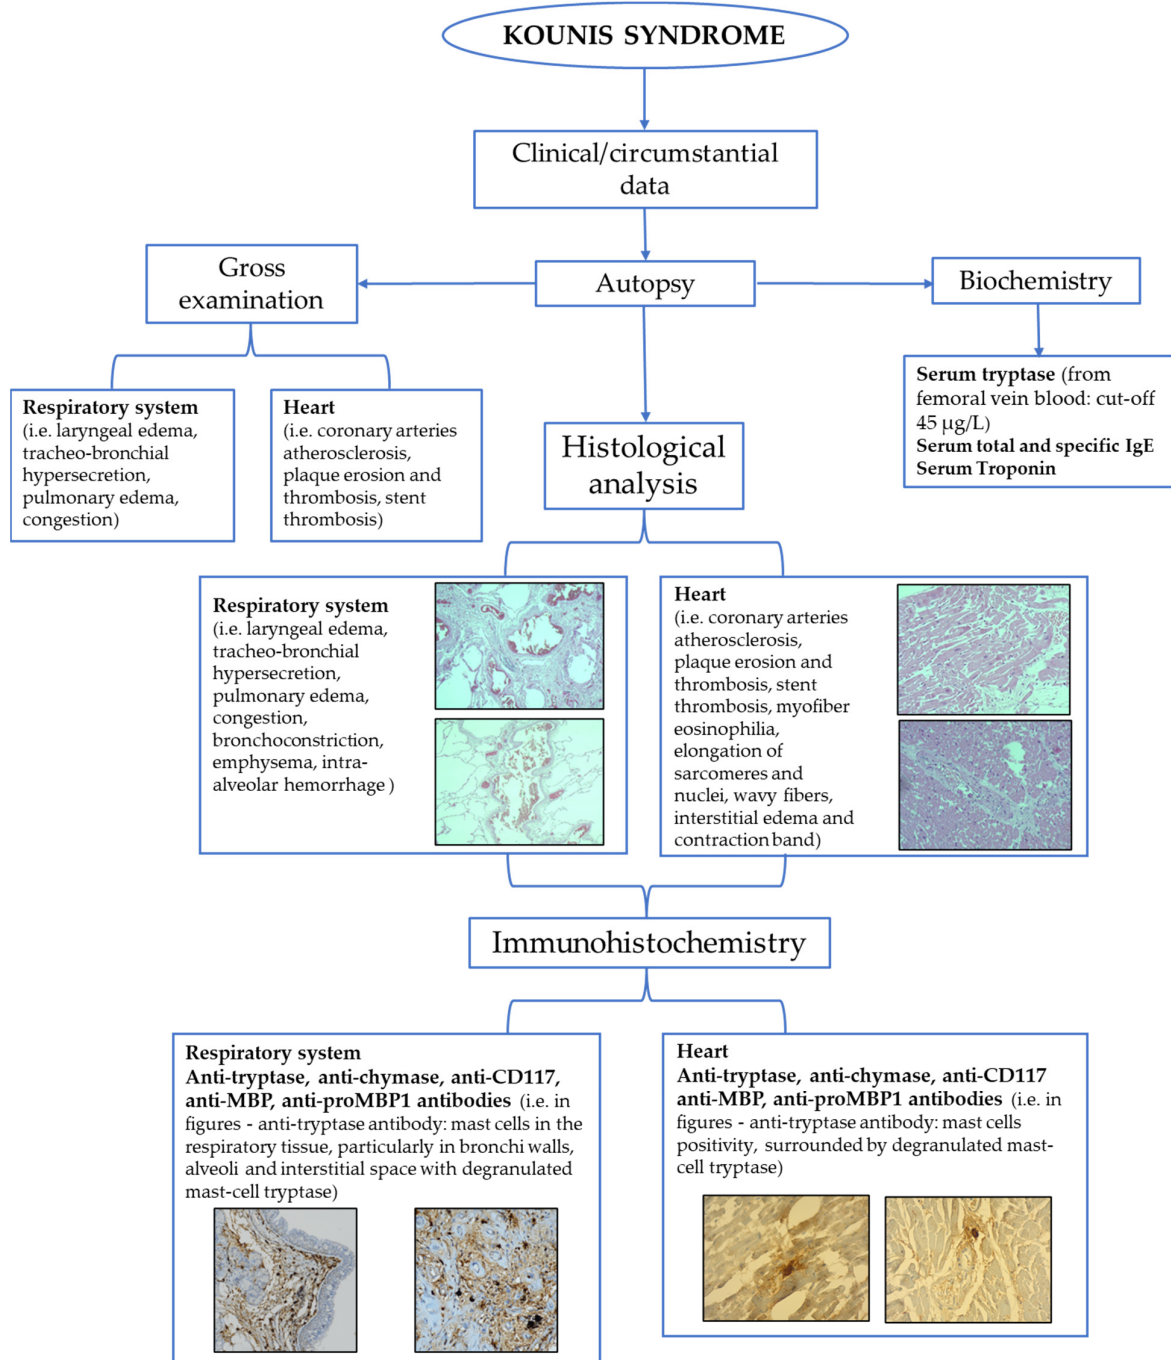 KOUNIS SYNDROME
Clinical/circumstantial
data
Gross
examination
Autopsy
Biochemistry
Respiratory system
(i.e. laryngeal edema,
tracheo-bronchial
hypersecretion,
pulmonary edema,
congestion)
Heart
(i.e. coronary arteries
atherosclerosis,
plaque erosion and
thrombosis, stent
thrombosis)
Serum tryptase (from
femoral vein blood: cut-off
45 μg/L)
Serum total and specific IgE
Serum Troponin
Histological
analysis
Respiratory system
(i.e. laryngeal edema,
tracheo-bronchial
hypersecretion,
pulmonary edema,
congestion,
bronchoconstriction,
emphysema, intra-
alveolar hemorrhage )
Heart
(i.e. coronary arteries
atherosclerosis,
plaque erosion and
thrombosis, stent
thrombosis, myofiber
eosinophilia,
elongation of
sarcomeres and
nuclei, wavy fibers,
interstitial edema and
contraction band)
Immunohistochemistry
Respiratory system
Anti-tryptase, anti-chymase, anti-CD117,
anti-MBP, anti-proMBP1 antibodies (i.e. in
figures - anti-tryptase antibody: mast cells in the
respiratory tissue, particularly in bronchi walls,
alveoli and interstitial space with degranulated
mast-cell tryptase)
Heart
Anti-tryptase, anti-chymase, anti-CD117
anti-MBP, anti-proMBP1 antibodies (i.e. in
figures - anti-tryptase antibody: mast cells
positivity, surrounded by degranulated mast-
cell tryptase)